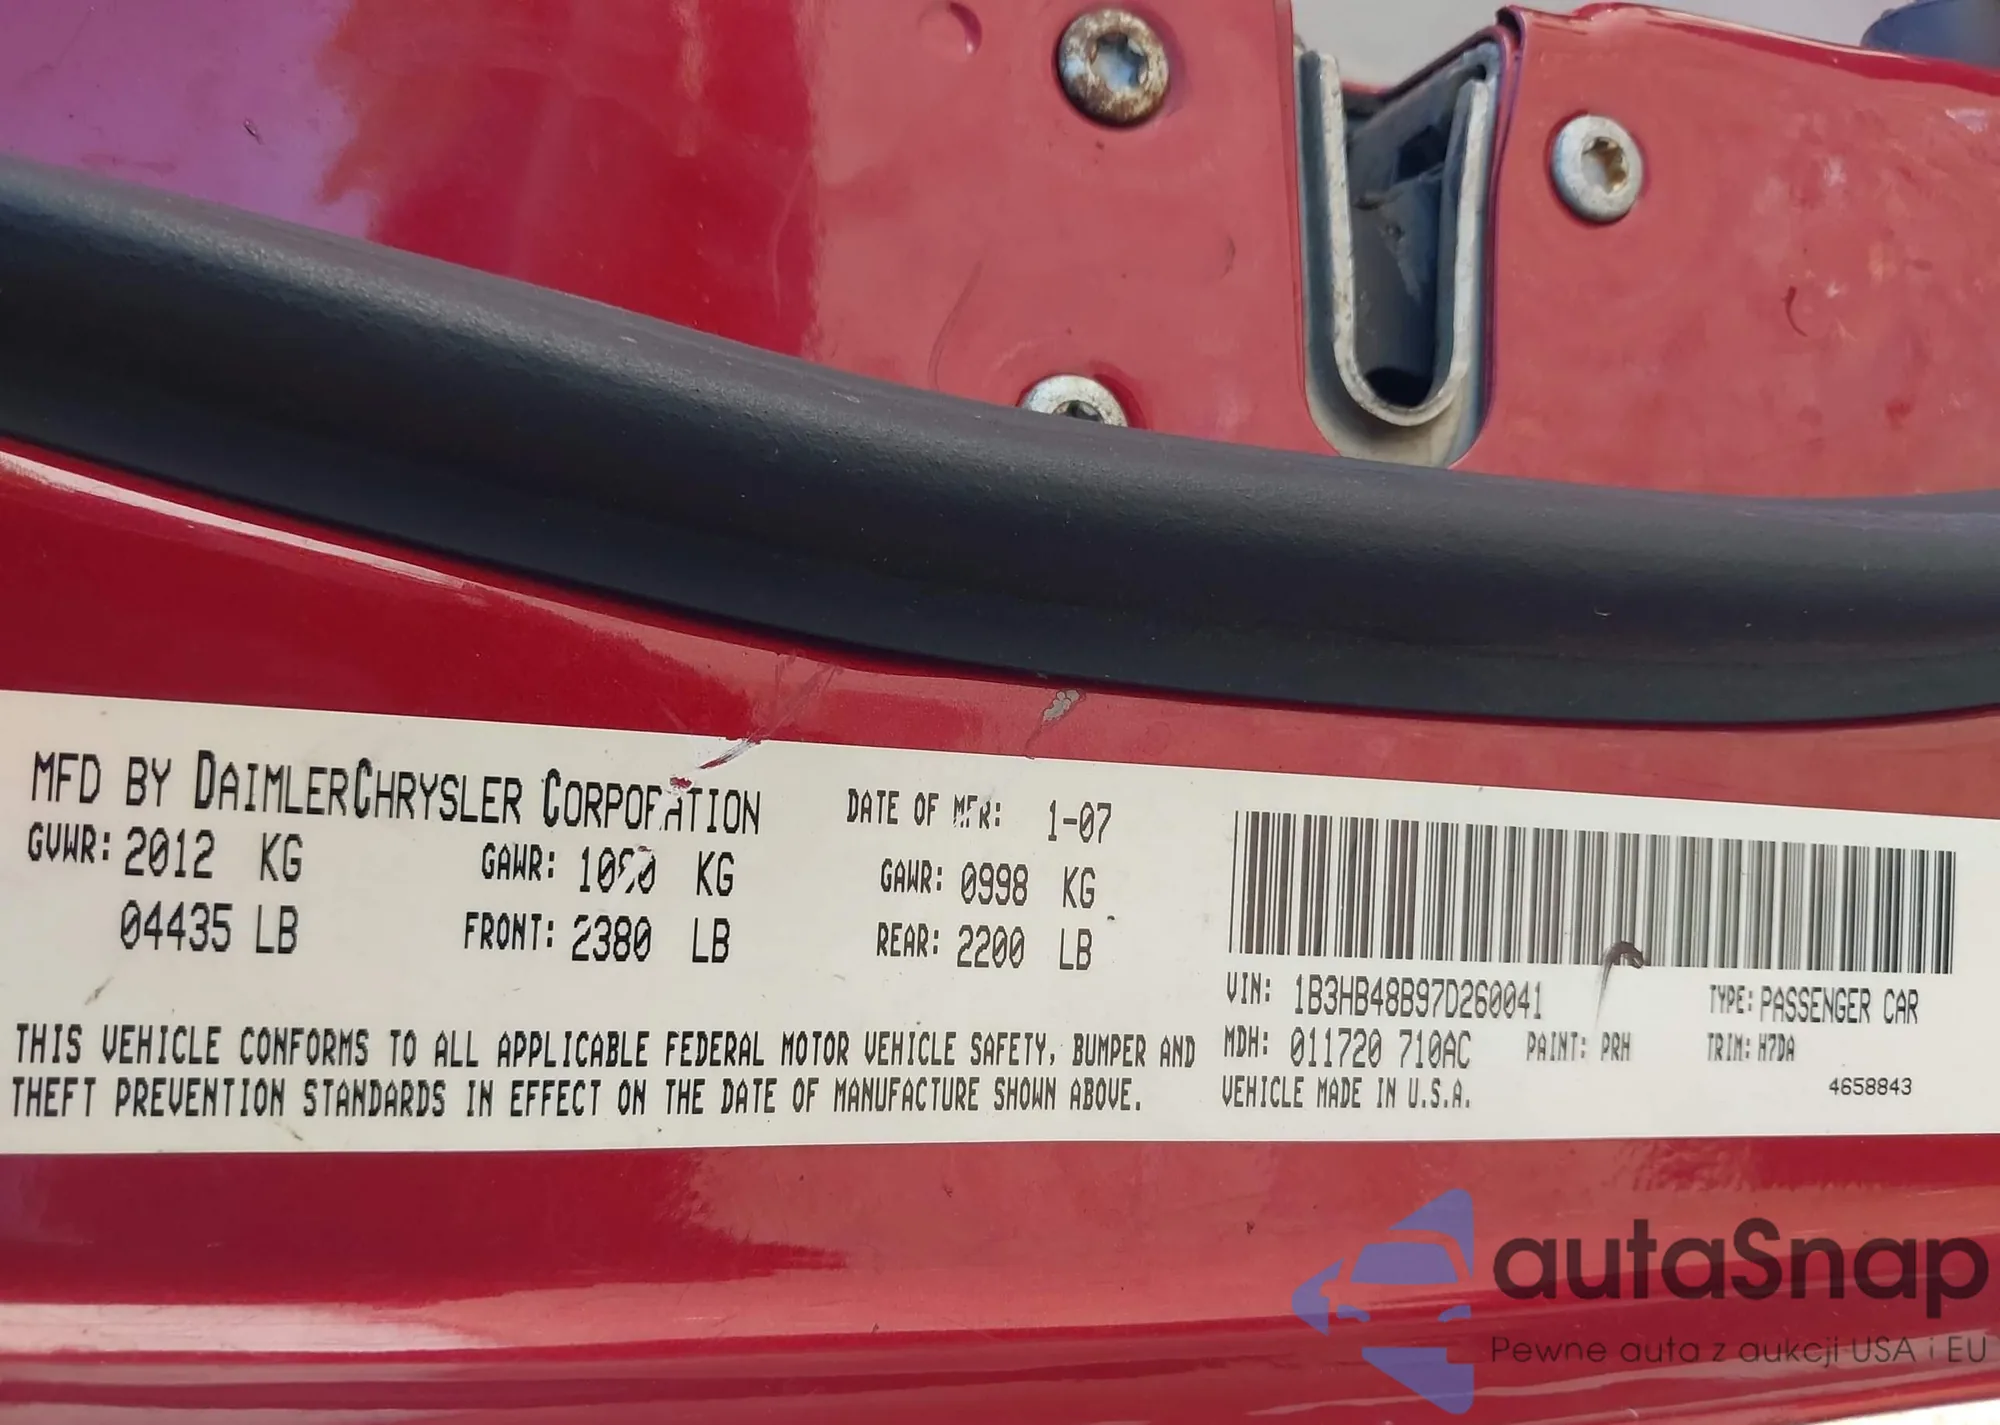 MFD BY DAIMLERCHRYSLER CORPORATION DATE OF MFR: 1-07
GVWR: 2012 KG GAWR: KG GAWR: 0998 KG
04435 LB FRONT: 2380 LB REAR: 2200 LB
THIS VEHICLE CONFORMS TO ALL APPLICABLE FEDERAL MOTOR VEHICLE SAFETY, BUMPER AND
THEFT PREVENTION STANDARDS IN EFFECT ON THE DATE OF MANUFACTURE SHOWN ABOVE.
VIN: 1B3HB48B97D260041 TYPE: PASSENGER CAR
MDH: 011720 710AC PAINT: PRH TRIM: H7DA
VEHICLE MADE IN U.S.A. 4658843
autaSnap
Pewne auta z aukcji USA i EU